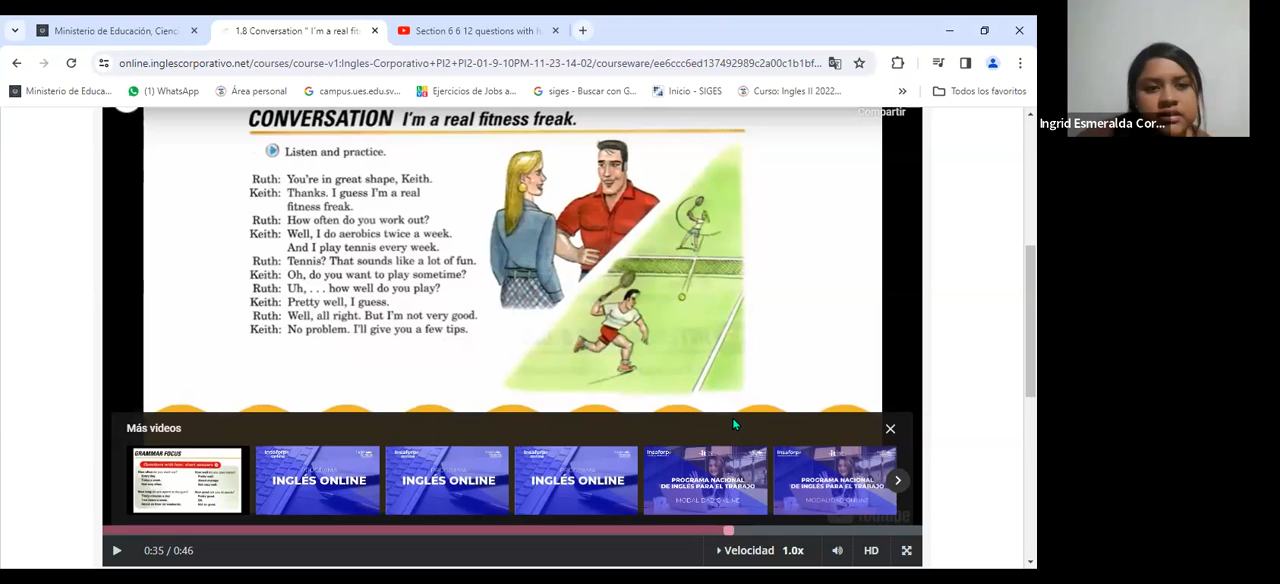 Ministerio de Educación, Cienci
1.8 Conversation " I'm a real fitn
Section 6 6 12 questions with h
online.inglescorporativo.net/courses/course-v1:Ingles-Corporativo+PI2+PI2-01-9-10PM-11-23-14-02/courseware/ee6ccc6ed137492989c2a00c1b1bf...
Ministerio de Educa...
(1) WhatsApp
Área personal
campus.ues.edu.sv...
Ejercicios de Jobs a...
siges - Buscar con G...
Inicio - SIGES
Curso: Ingles II 2022...
Todos los favoritos
Compartir
CONVERSATION I'm a real fitness freak.
Listen and practice.
Ruth: You're in great shape, Keith.
Keith: Thanks. I guess I'm a real
fitness freak.
Ruth: How often do you work out?
Keith: Well, I do aerobics twice a week.
And I play tennis every week.
Ruth: Tennis? That sounds like a lot of fun.
Keith: Oh, do you want to play sometime?
Ruth: Uh, . . . how well do you play?
Keith: Pretty well, I guess.
Ruth: Well, all right. But I'm not very good.
Keith: No problem. I'll give you a few tips.
Más videos
GRAMMAR FOCUS
INGLÉS ONLINE
INGLÉS ONLINE
INGLÉS ONLINE
PROGRAMA NACIONAL
DE INGLÉS PARA EL TRABAJO
MODALIDAD ONLINE
PROGRAMA NACIONAL
DE INGLÉS PARA EL TRABAJO
MODALIDAD ONLINE
0:35 / 0:46
Velocidad 1.0x
HD
Ingrid Esmeralda Cor...